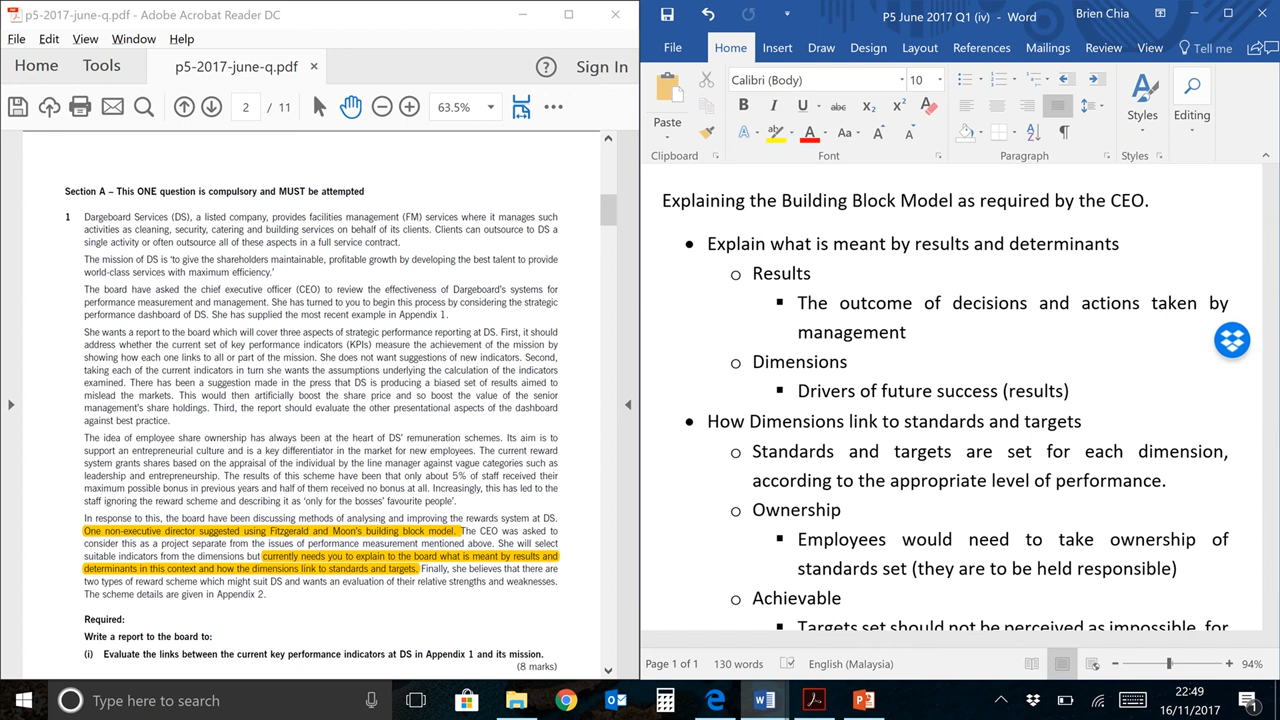 p5-2017-june-q.pdf - Adobe Acrobat Reader DC
File Edit View Window Help
Home Tools p5-2017-june-q.pdf × ? Sign In
2 / 11 63.5%
Section A – This ONE question is compulsory and MUST be attempted
1 Dargeboard Services (DS), a listed company, provides facilities management (FM) services where it manages such
activities as cleaning, security, catering and building services on behalf of its clients. Clients can outsource to DS a
single activity or often outsource all of these aspects in a full service contract.
The mission of DS is 'to give the shareholders maintainable, profitable growth by developing the best talent to provide
world-class services with maximum efficiency.'
The board have asked the chief executive officer (CEO) to review the effectiveness of Dargeboard's systems for
performance measurement and management. She has turned to you to begin this process by considering the strategic
performance dashboard of DS. She has supplied the most recent example in Appendix 1.
She wants a report to the board which will cover three aspects of strategic performance reporting at DS. First, it should
address whether the current set of key performance indicators (KPIs) measure the achievement of the mission by
showing how each one links to all or part of the mission. She does not want suggestions of new indicators. Second,
taking each of the current indicators in turn she wants the assumptions underlying the calculation of the indicators
examined. There has been a suggestion made in the press that DS is producing a biased set of results aimed to
mislead the markets. This would then artificially boost the share price and so boost the value of the senior
management's share holdings. Third, the report should evaluate the other presentational aspects of the dashboard
against best practice.
The idea of employee share ownership has always been at the heart of DS' remuneration schemes. Its aim is to
support an entrepreneurial culture and is a key differentiator in the market for new employees. The current reward
system grants shares based on the appraisal of the individual by the line manager against vague categories such as
leadership and entrepreneurship. The results of this scheme have been that only about 5% of staff received their
maximum possible bonus in previous years and half of them received no bonus at all. Increasingly, this has led to the
staff ignoring the reward scheme and describing it as 'only for the bosses' favourite people'.
In response to this, the board have been discussing methods of analysing and improving the rewards system at DS.
One non-executive director suggested using Fitzgerald and Moon's building block model. The CEO was asked to
consider this as a project separate from the issues of performance measurement mentioned above. She will select
suitable indicators from the dimensions but currently needs you to explain to the board what is meant by results and
determinants in this context and how the dimensions link to standards and targets. Finally, she believes that there are
two types of reward scheme which might suit DS and wants an evaluation of their relative strengths and weaknesses.
The scheme details are given in Appendix 2.
Required:
Write a report to the board to:
(i) Evaluate the links between the current key performance indicators at DS in Appendix 1 and its mission.
(8 marks)
P5 June 2017 Q1 (iv) - Word Brien Chia
File Home Insert Draw Design Layout References Mailings Review View Tell me
Calibri (Body) 10
Paste B I U abc X₂ X² Styles Editing
A A Aa A A
Clipboard Font Paragraph Styles
Explaining the Building Block Model as required by the CEO.
• Explain what is meant by results and determinants
o Results
▪ The outcome of decisions and actions taken by
management
o Dimensions
▪ Drivers of future success (results)
• How Dimensions link to standards and targets
o Standards and targets are set for each dimension,
according to the appropriate level of performance.
o Ownership
▪ Employees would need to take ownership of
standards set (they are to be held responsible)
o Achievable
▪ Targets set should not be perceived as impossible, for
Page 1 of 1 130 words English (Malaysia) 94%
Type here to search
22:49
16/11/2017
1